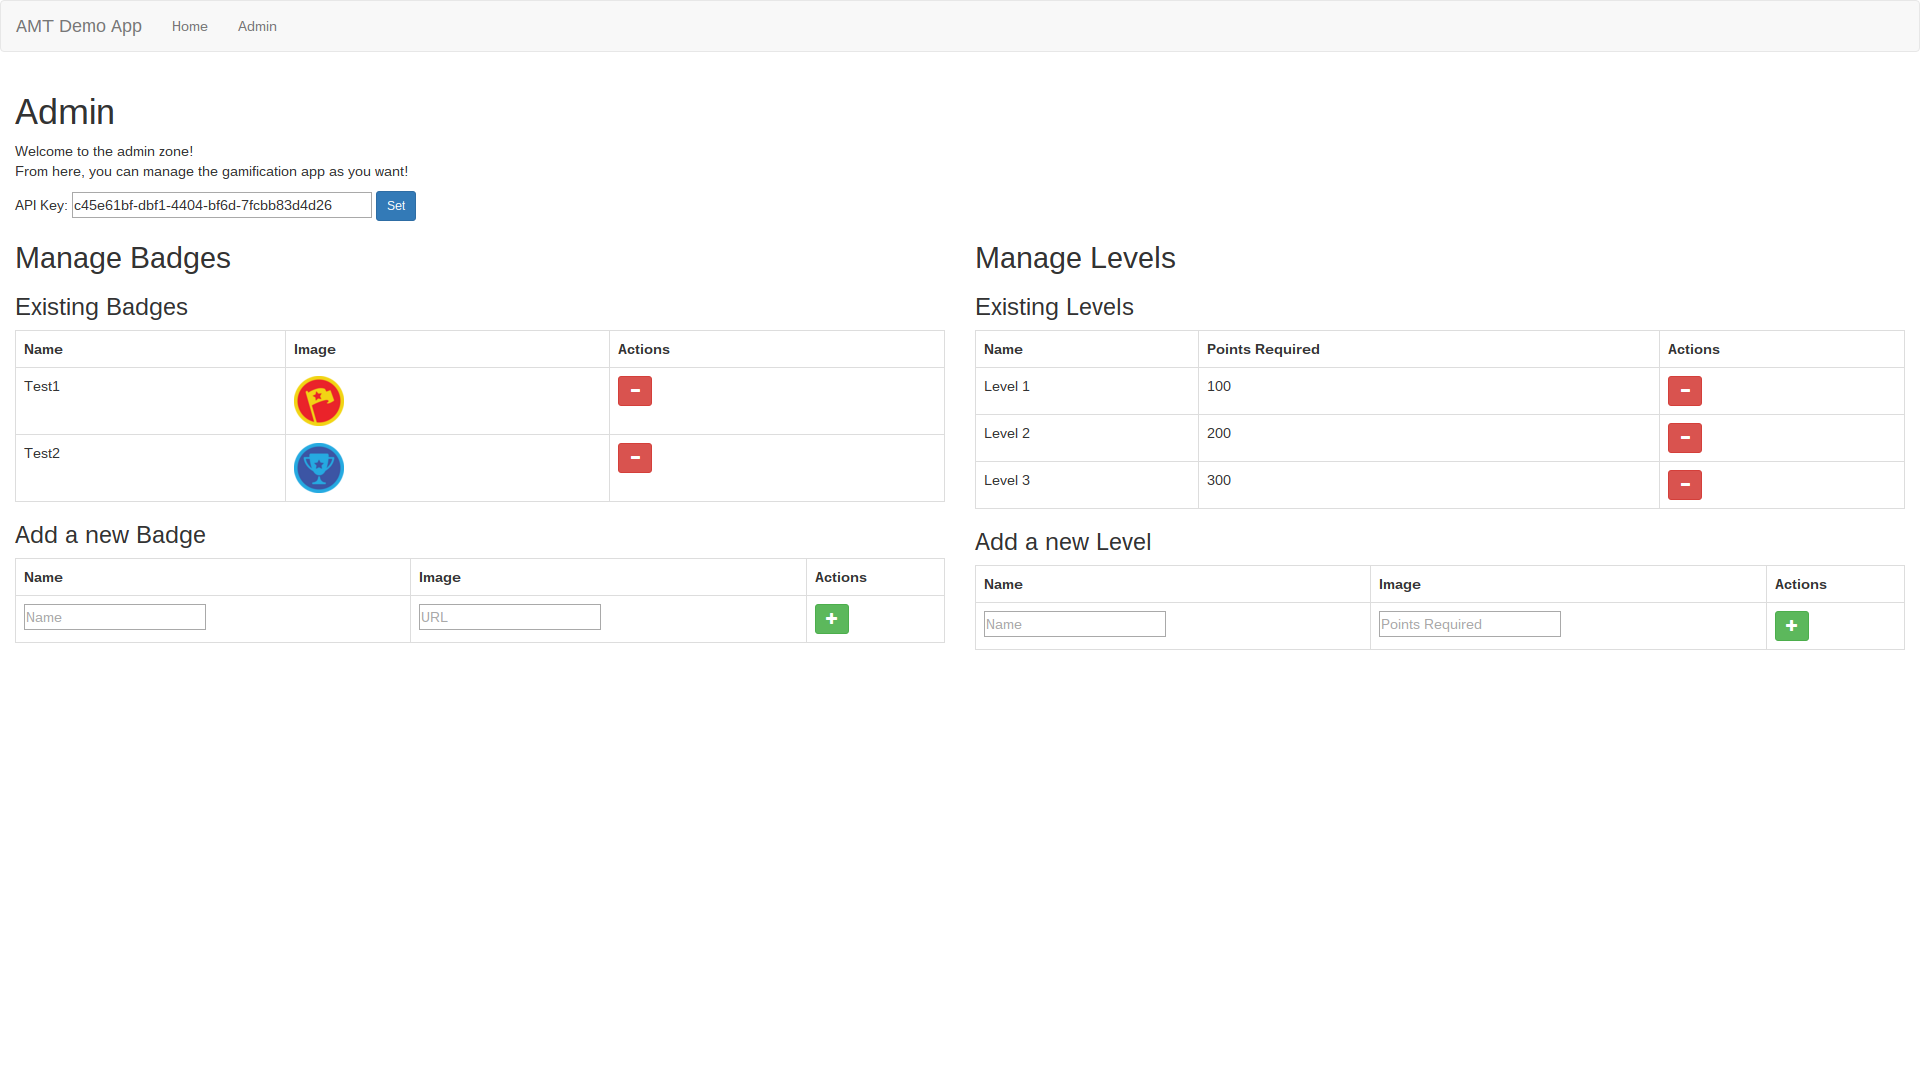 AMT Demo App Home Admin
Admin
Welcome to the admin zone!
From here, you can manage the gamification app as you want!
API Key: c45e61bf-dbf1-4404-bf6d-7fcbb83d4d26 Set
Manage Badges
Existing Badges
Name Image Actions
Test1
Test2
Add a new Badge
Name Image Actions
Name URL
Manage Levels
Existing Levels
Name Points Required Actions
Level 1 100
Level 2 200
Level 3 300
Add a new Level
Name Image Actions
Name Points Required